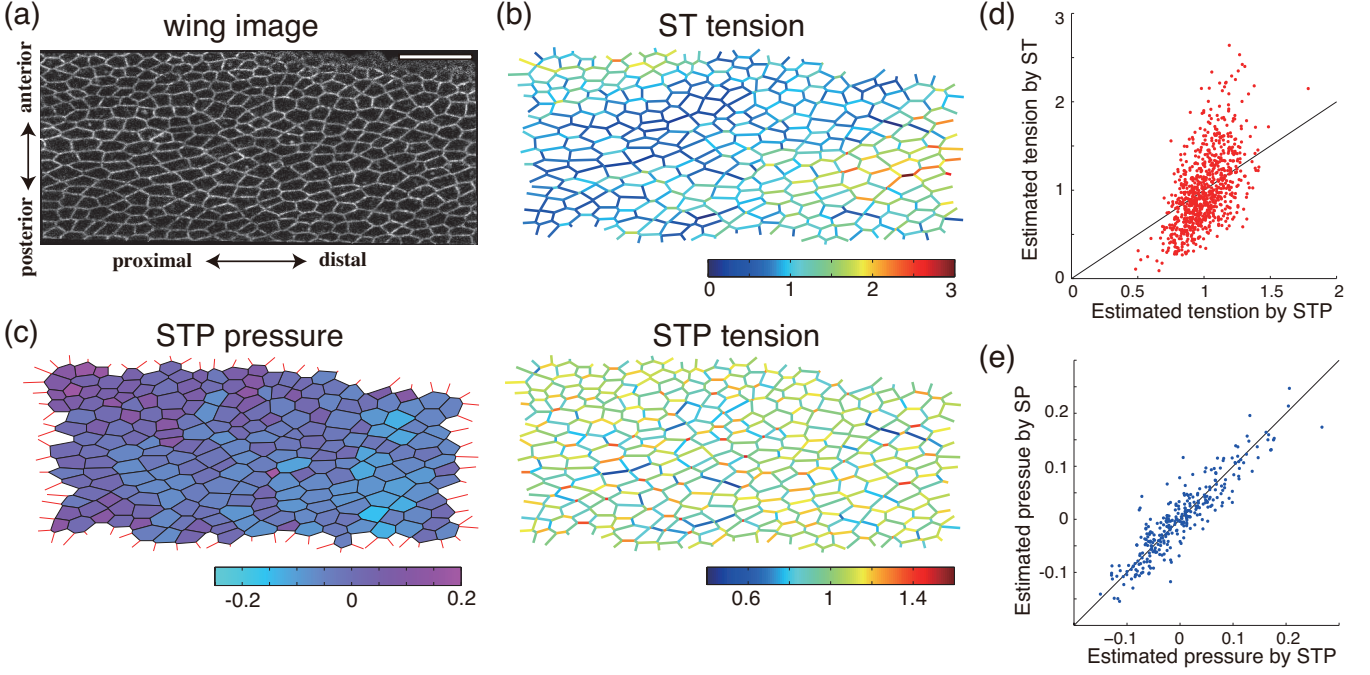 (a)
wing image
anterior
posterior
proximal
distal
(b)
ST tension
0 1 2 3
(c)
STP pressure
-0.2 0 0.2
STP tension
0.6 1 1.4
(d)
Estimated tension by ST
3
2
1
0
0 0.5 1 1.5 2
Estimated tenstion by STP
(e)
Estimated pressue by SP
0.2
0.1
0
-0.1
−0.1 0 0.1 0.2
Estimated pressure by STP